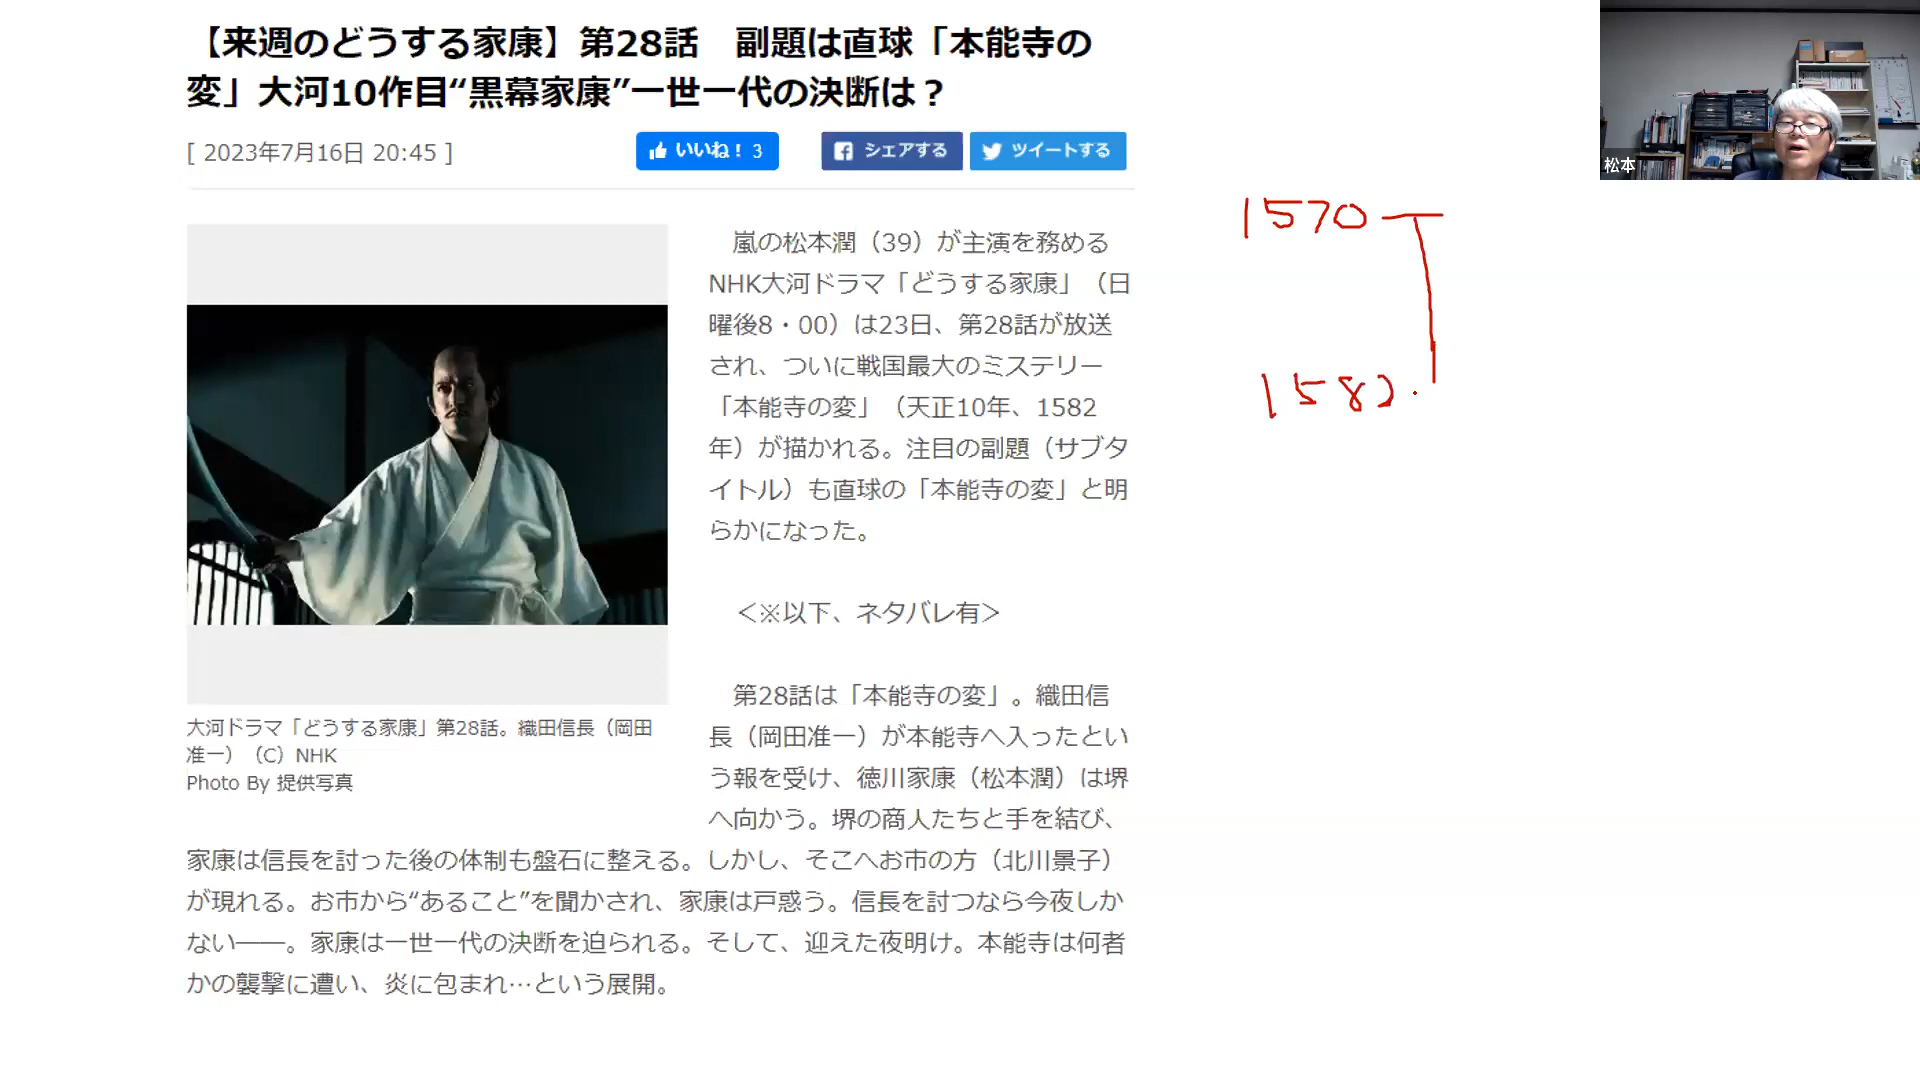 【来週のどうする家康】第28話　副題は直球「本能寺の
変」大河10作目“黒幕家康”一世一代の決断は？
[ 2023年7月16日 20:45 ]
いいね！ 3
シェアする
ツイートする
松本
1570
1582
嵐の松本潤（39）が主演を務める
NHK大河ドラマ「どうする家康」（日
曜後8・00）は23日、第28話が放送
され、ついに戦国最大のミステリー
「本能寺の変」（天正10年、1582
年）が描かれる。注目の副題（サブタ
イトル）も直球の「本能寺の変」と明
らかになった。
＜※以下、ネタバレ有＞
第28話は「本能寺の変」。織田信
長（岡田准一）が本能寺へ入ったとい
う報を受け、徳川家康（松本潤）は堺
へ向かう。堺の商人たちと手を結び、
家康は信長を討った後の体制も盤石に整える。しかし、そこへお市の方（北川景子）
が現れる。お市から“あること”を聞かされ、家康は戸惑う。信長を討つなら今夜しか
ない――。家康は一世一代の決断を迫られる。そして、迎えた夜明け。本能寺は何者
かの襲撃に遭い、炎に包まれ…という展開。
大河ドラマ「どうする家康」第28話。織田信長（岡田
准一）（C）NHK
Photo By 提供写真